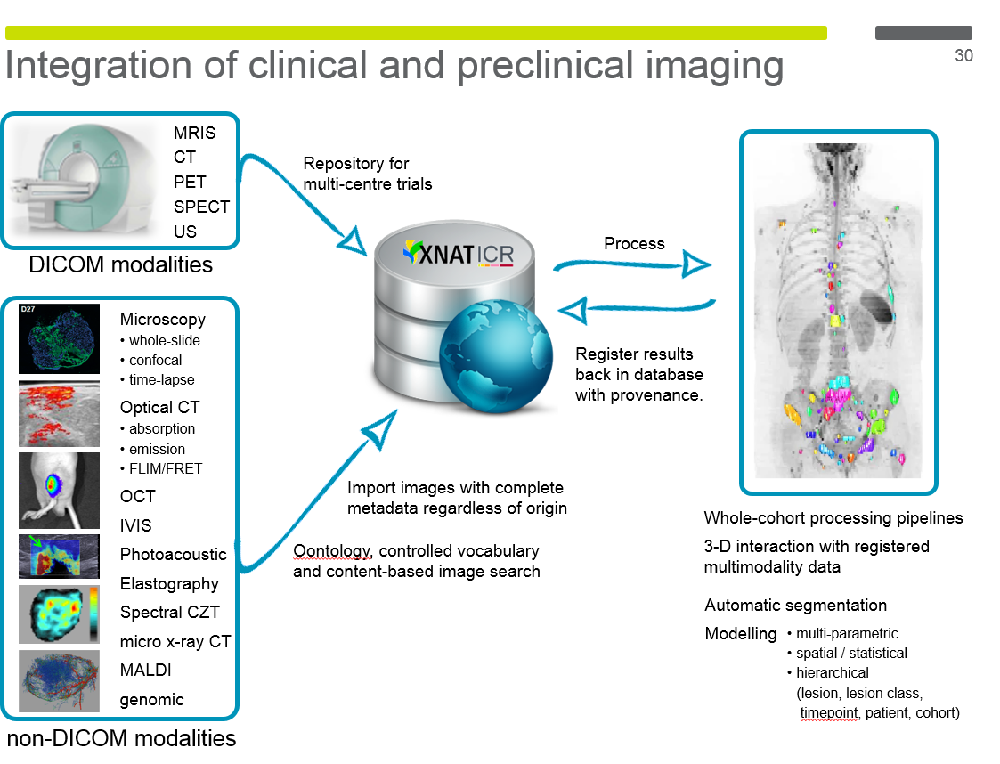 Integration of clinical and preclinical imaging
30
MRIS
CT
PET
SPECT
US
DICOM modalities
Repository for
multi-centre trials
XNATICR
Process
Register results
back in database
with provenance.
D27
Microscopy
• whole-slide
• confocal
• time-lapse
Optical CT
• absorption
• emission
• FLIM/FRET
OCT
IVIS
Photoacoustic
Elastography
Spectral CZT
micro x-ray CT
MALDI
genomic
non-DICOM modalities
Import images with complete
metadata regardless of origin
Oontology, controlled vocabulary
and content-based image search
Whole-cohort processing pipelines
3-D interaction with registered
multimodality data
Automatic segmentation
Modelling • multi-parametric
• spatial / statistical
• hierarchical
(lesion, lesion class,
timepoint, patient, cohort)